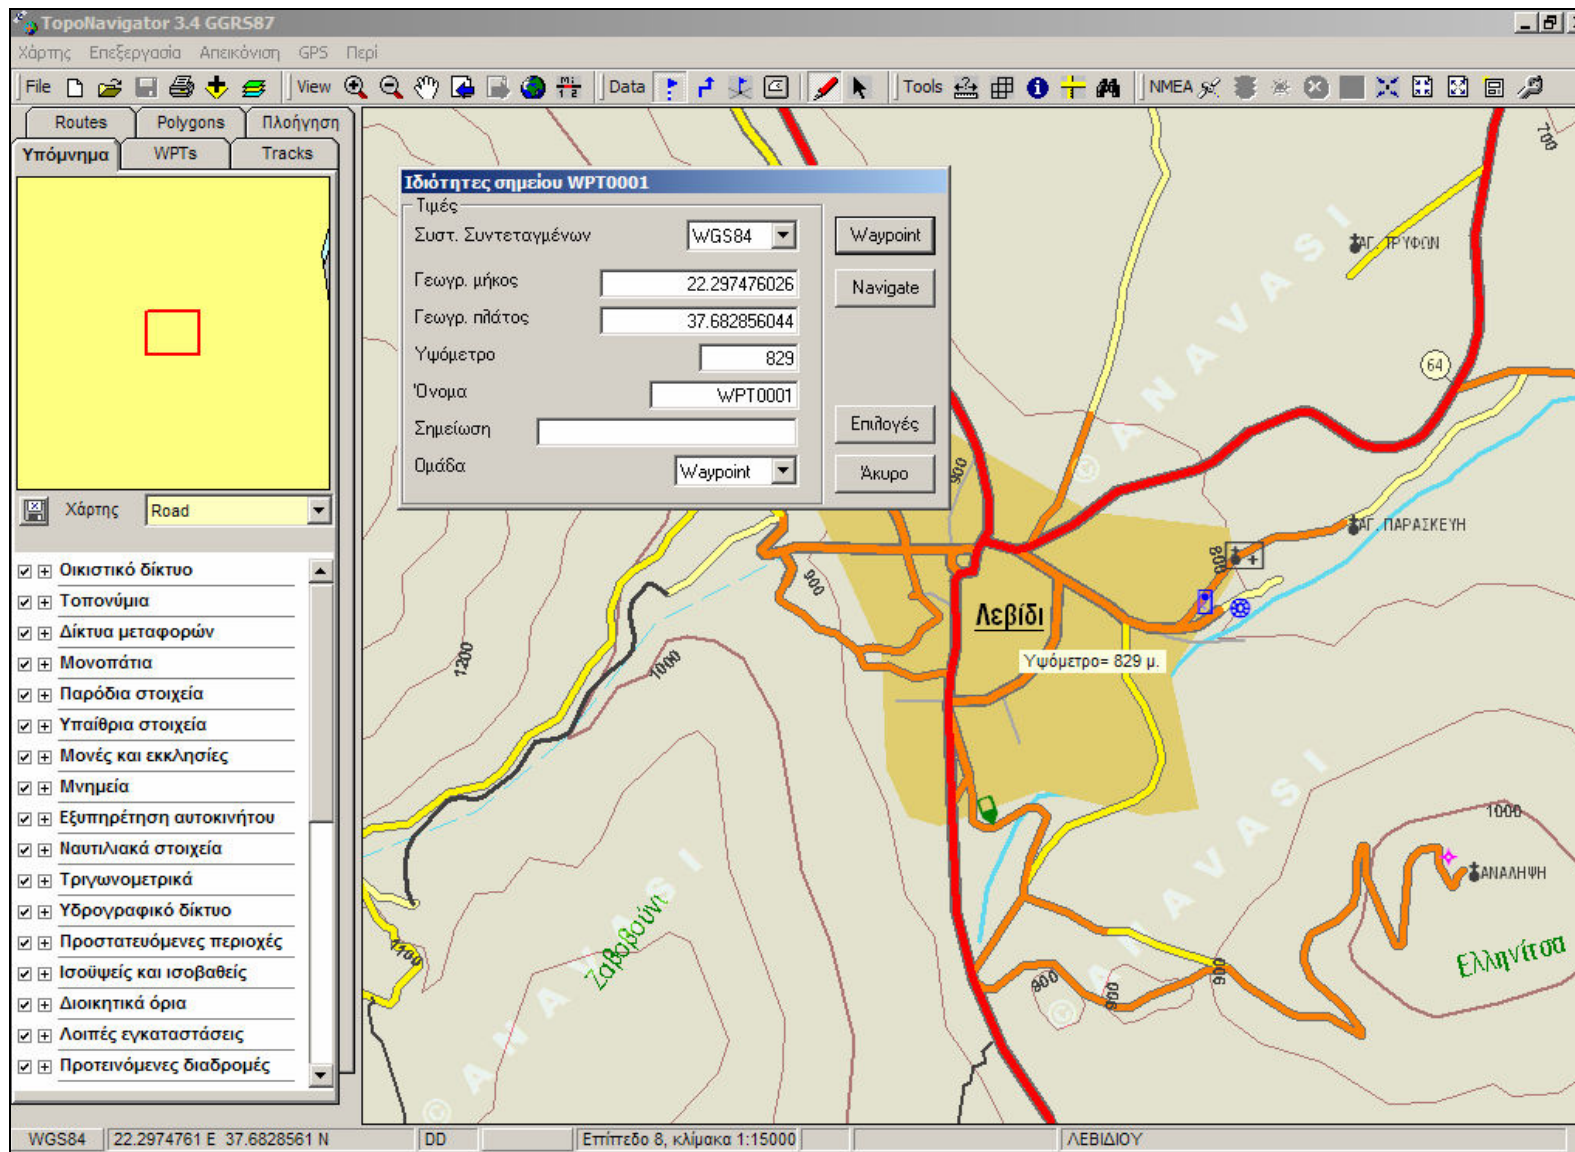 TopoNavigator 3.4 GGRS87
Χάρτης Επεξεργασία Απεικόνιση GPS Περί
File View Data Tools NMEA
Routes Polygons Πλοήγηση
Υπόμνημα WPTs Tracks
Ιδιότητες σημείου WPT0001
Τιμές
Συστ. Συντεταγμένων WGS84
Γεωγρ. μήκος 22.297476026
Γεωγρ. πλάτος 37.682856044
Υψόμετρο 829
Όνομα WPT0001
Σημείωση
Ομάδα Waypoint
Waypoint
Navigate
Επιλογές
Άκυρο
Χάρτης Road
Οικιστικό δίκτυο
Τοπονύμια
Δίκτυα μεταφορών
Μονοπάτια
Παρόδια στοιχεία
Υπαίθρια στοιχεία
Μονές και εκκλησίες
Μνημεία
Εξυπηρέτηση αυτοκινήτου
Ναυτιλιακά στοιχεία
Τριγωνομετρικά
Υδρογραφικό δίκτυο
Προστατευόμενες περιοχές
Ισοϋψείς και ισοβαθείς
Διοικητικά όρια
Λοιπές εγκαταστάσεις
Προτεινόμενες διαδρομές
700
ΑΓ. ΤΡΥΦΩΝ
64
900
ΑΓ. ΠΑΡΑΣΚΕΥΗ
800
900
Λεβίδι
Υψόμετρο= 829 μ.
1200
1000
1000
ΑΝΑΛΗΨΗ
Ζαβραβούνι
Ελληνίτσα
1100
900
900
900
© ANAVASI
© ANAVASI
© ANAVASI
WGS84 22.2974761 E 37.6828561 N DD Επίπεδο 8, κλίμακα 1:15000 ΛΕΒΙΔΙΟΥ